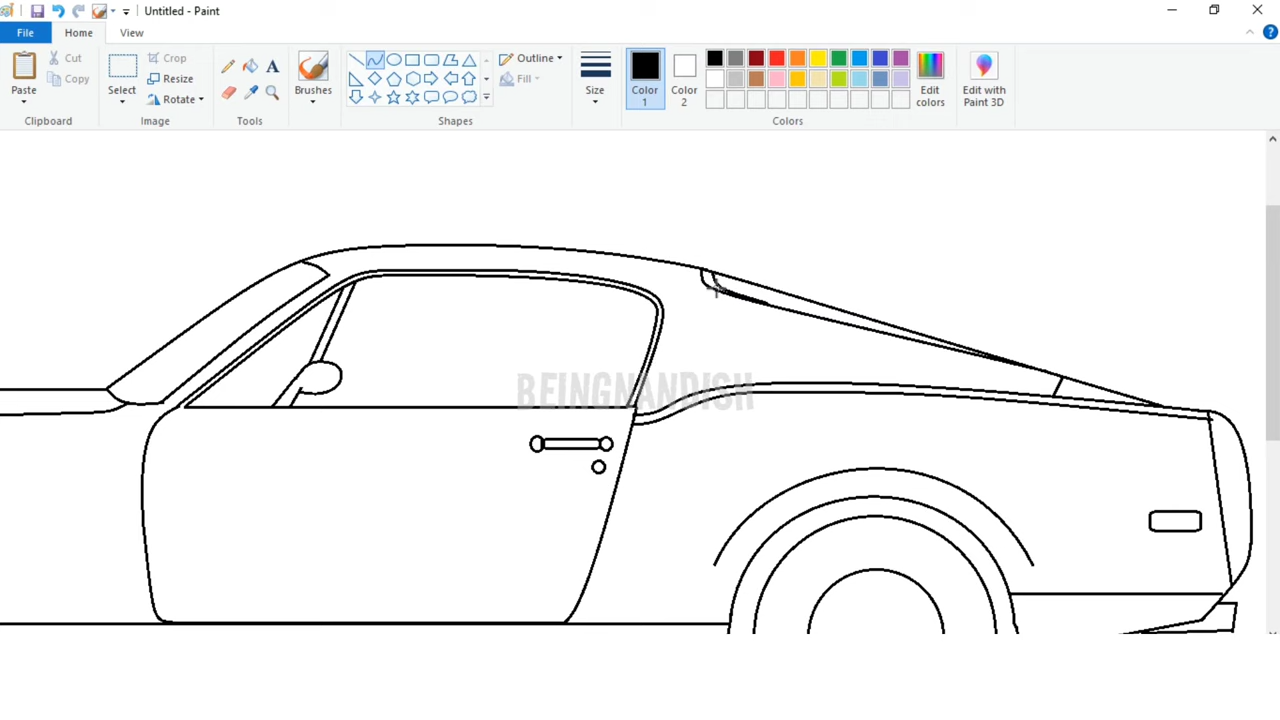 Untitled - Paint
File Home View
Paste
Cut
Copy
Clipboard
Select
Crop
Resize
Rotate
Image
Tools
Brushes
Outline
Fill
Shapes
Size
Color 1
Color 2
Edit colors
Colors
Edit with Paint 3D
BEINGNANDISH